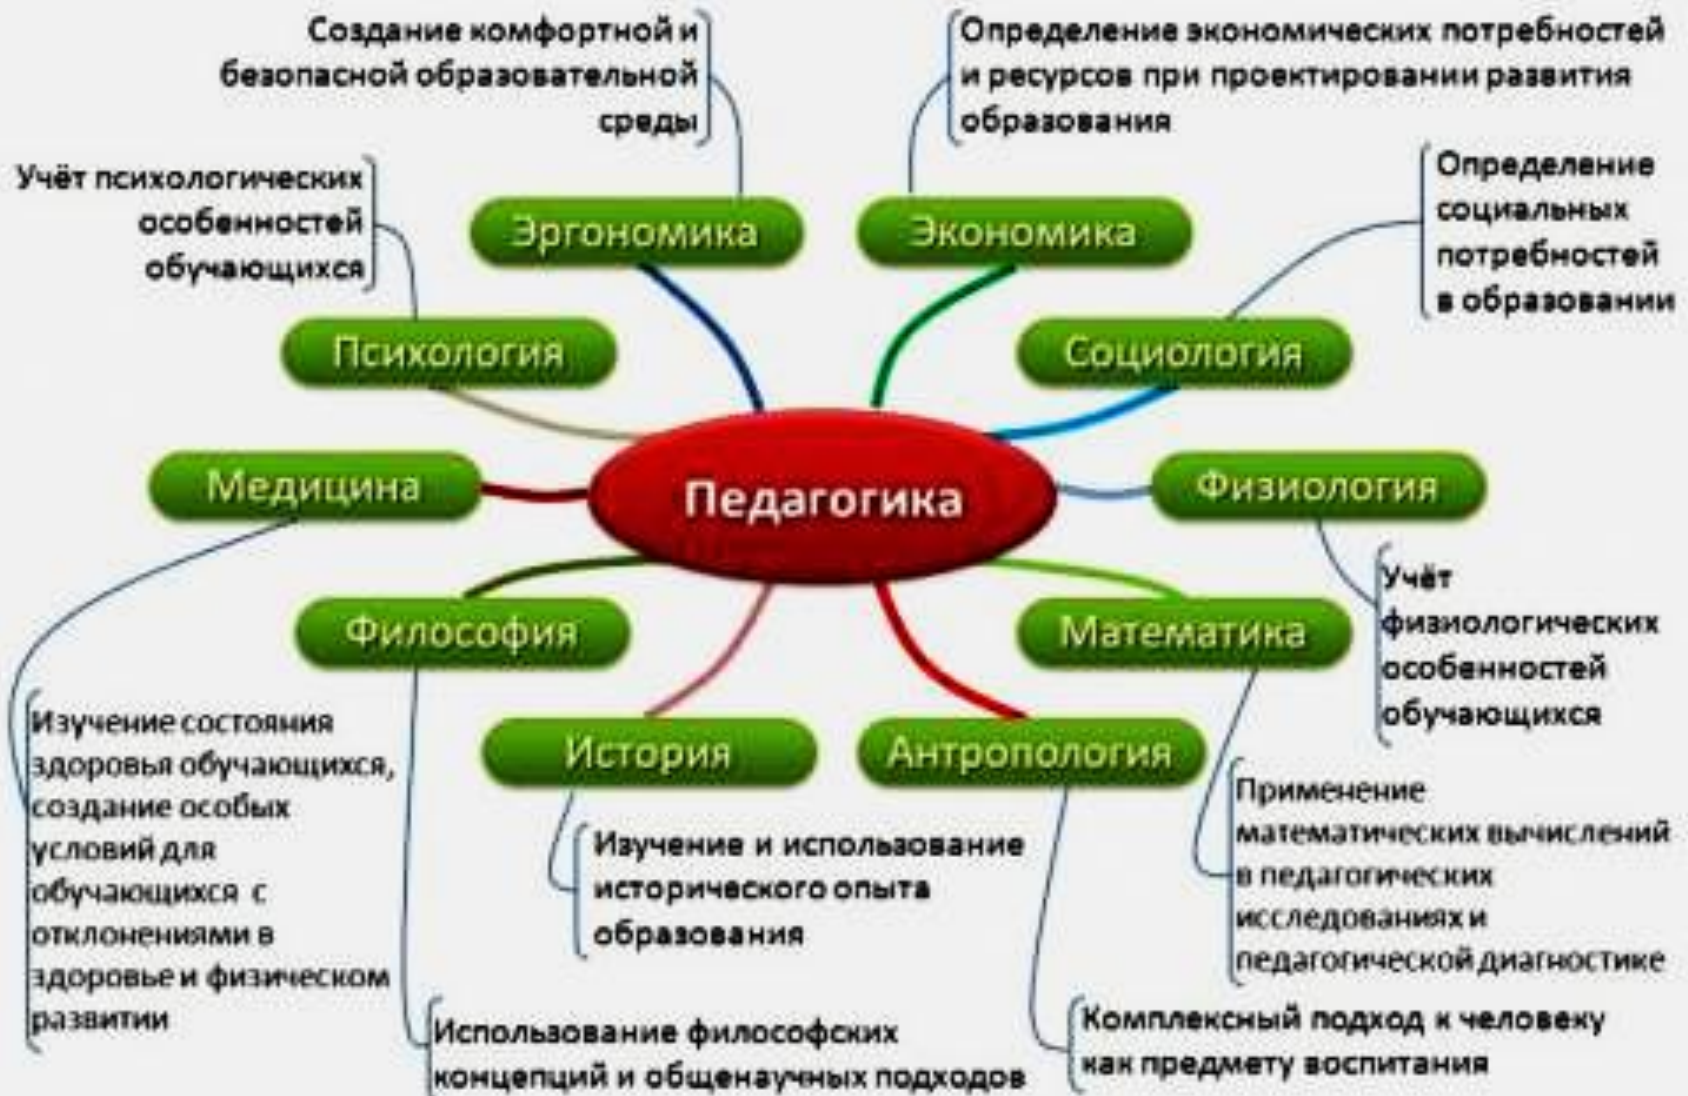 Создание комфортной и
безопасной образовательной
среды
Определение экономических потребностей
и ресурсов при проектировании развития
образования
Учёт психологических
особенностей
обучающихся
Определение
социальных
потребностей
в образовании
Эргономика
Экономика
Психология
Социология
Медицина
Педагогика
Физиология
Философия
Математика
Учёт
физиологических
особенностей
обучающихся
История
Антропология
Изучение состояния
здоровья обучающихся,
создание особых
условий для
обучающихся с
отклонениями в
здоровье и физическом
развитии
Изучение и использование
исторического опыта
образования
Применение
математических вычислений
в педагогических
исследованиях и
педагогической диагностике
Использование философских
концепций и общенаучных подходов
Комплексный подход к человеку
как предмету воспитания